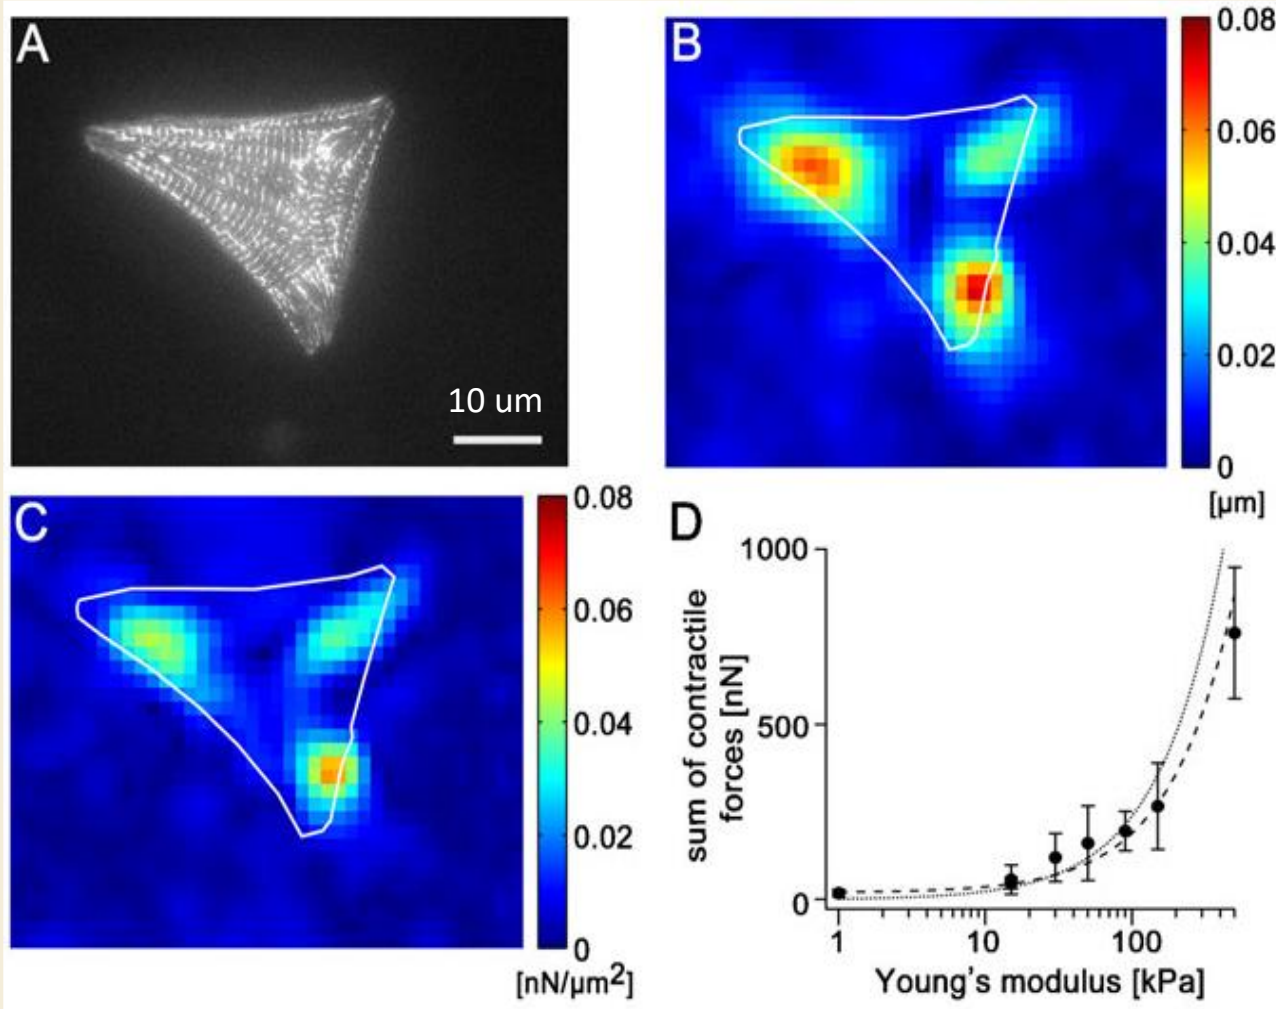 A
10 um
B
0.08
0.06
0.04
0.02
0
[µm]
C
0.08
0.06
0.04
0.02
0
[nN/µm²]
D
sum of contractile
forces [nN]
1000
500
0
1 10 100
Young's modulus [kPa]